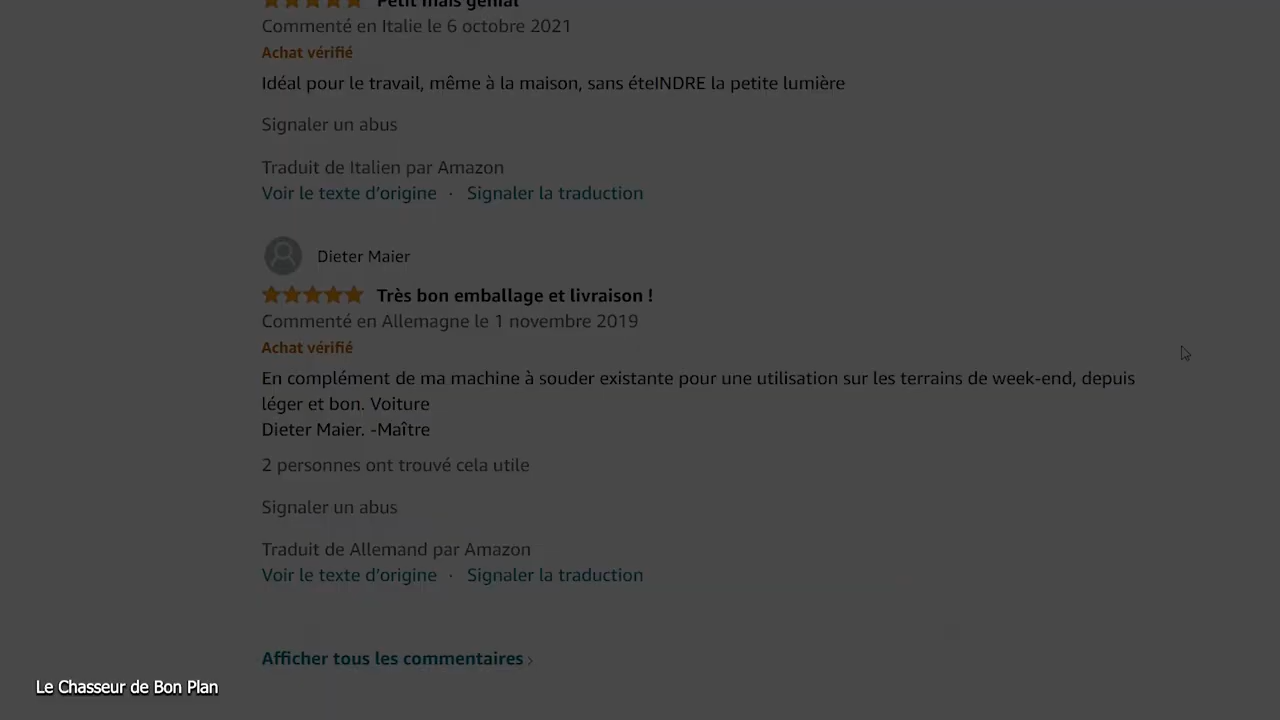 Petit mais génial
Commenté en Italie le 6 octobre 2021
Achat vérifié
Idéal pour le travail, même à la maison, sans éteINDRE la petite lumière
Signaler un abus
Traduit de Italien par Amazon
Voir le texte d'origine · Signaler la traduction
Dieter Maier
Très bon emballage et livraison !
Commenté en Allemagne le 1 novembre 2019
Achat vérifié
En complément de ma machine à souder existante pour une utilisation sur les terrains de week-end, depuis
léger et bon. Voiture
Dieter Maier. -Maître
2 personnes ont trouvé cela utile
Signaler un abus
Traduit de Allemand par Amazon
Voir le texte d'origine · Signaler la traduction
Afficher tous les commentaires ›
Le Chasseur de Bon Plan